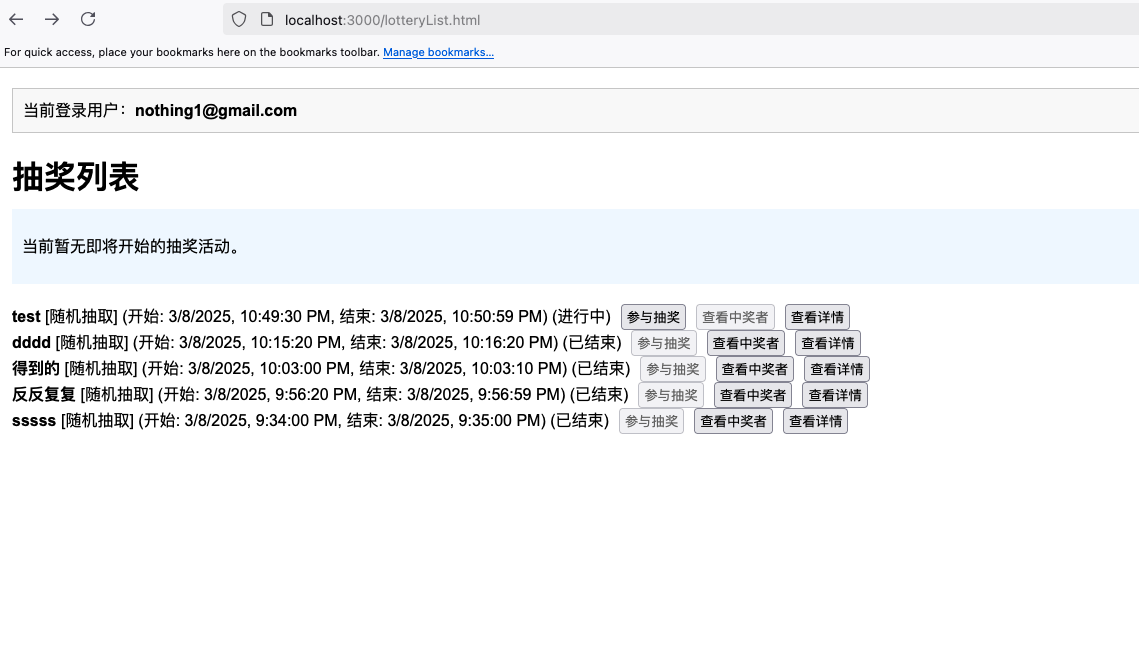 localhost:3000/lotteryList.html
For quick access, place your bookmarks here on the bookmarks toolbar. Manage bookmarks...
当前登录用户：nothing1@gmail.com
抽奖列表
当前暂无即将开始的抽奖活动。
test [随机抽取] (开始: 3/8/2025, 10:49:30 PM, 结束: 3/8/2025, 10:50:59 PM) (进行中) 参与抽奖 查看中奖者 查看详情
dddd [随机抽取] (开始: 3/8/2025, 10:15:20 PM, 结束: 3/8/2025, 10:16:20 PM) (已结束) 参与抽奖 查看中奖者 查看详情
得到的 [随机抽取] (开始: 3/8/2025, 10:03:00 PM, 结束: 3/8/2025, 10:03:10 PM) (已结束) 参与抽奖 查看中奖者 查看详情
反反复复 [随机抽取] (开始: 3/8/2025, 9:56:20 PM, 结束: 3/8/2025, 9:56:59 PM) (已结束) 参与抽奖 查看中奖者 查看详情
sssss [随机抽取] (开始: 3/8/2025, 9:34:00 PM, 结束: 3/8/2025, 9:35:00 PM) (已结束) 参与抽奖 查看中奖者 查看详情